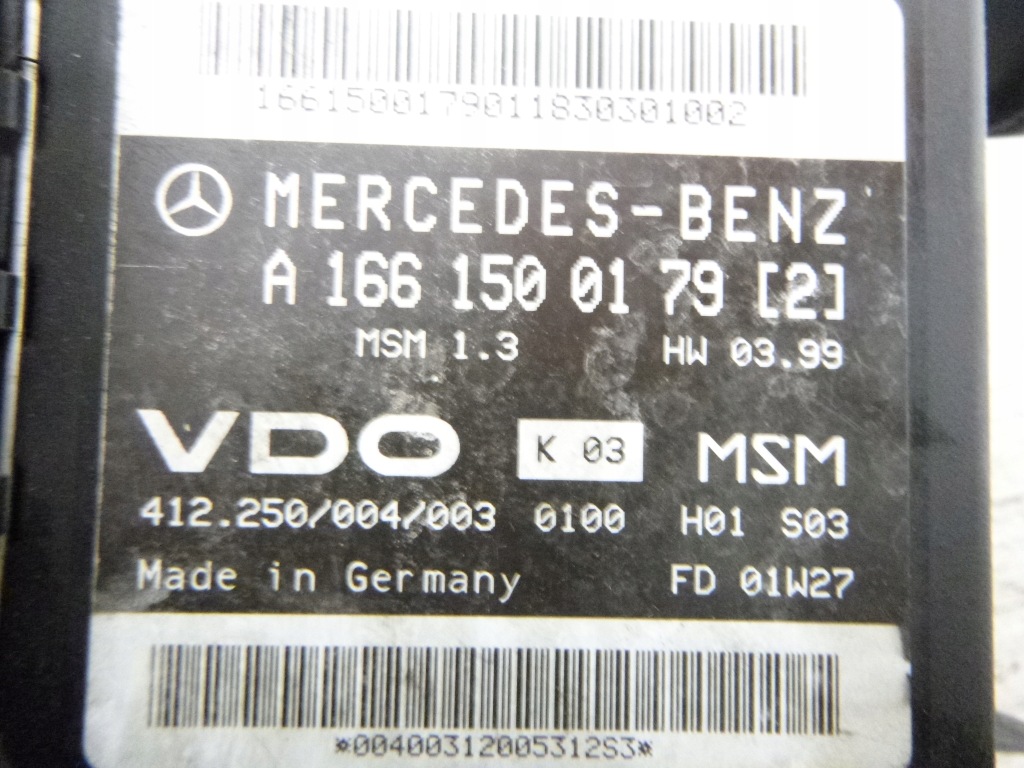 1661500179011830301002
MERCEDES-BENZ
A 166 150 01 79 [2]
MSM 1.3 HW 03.99
VDO K 03 MSM
412.250/004/003 0100 H01 S03
Made in Germany FD 01W27
*00400312005312S3*